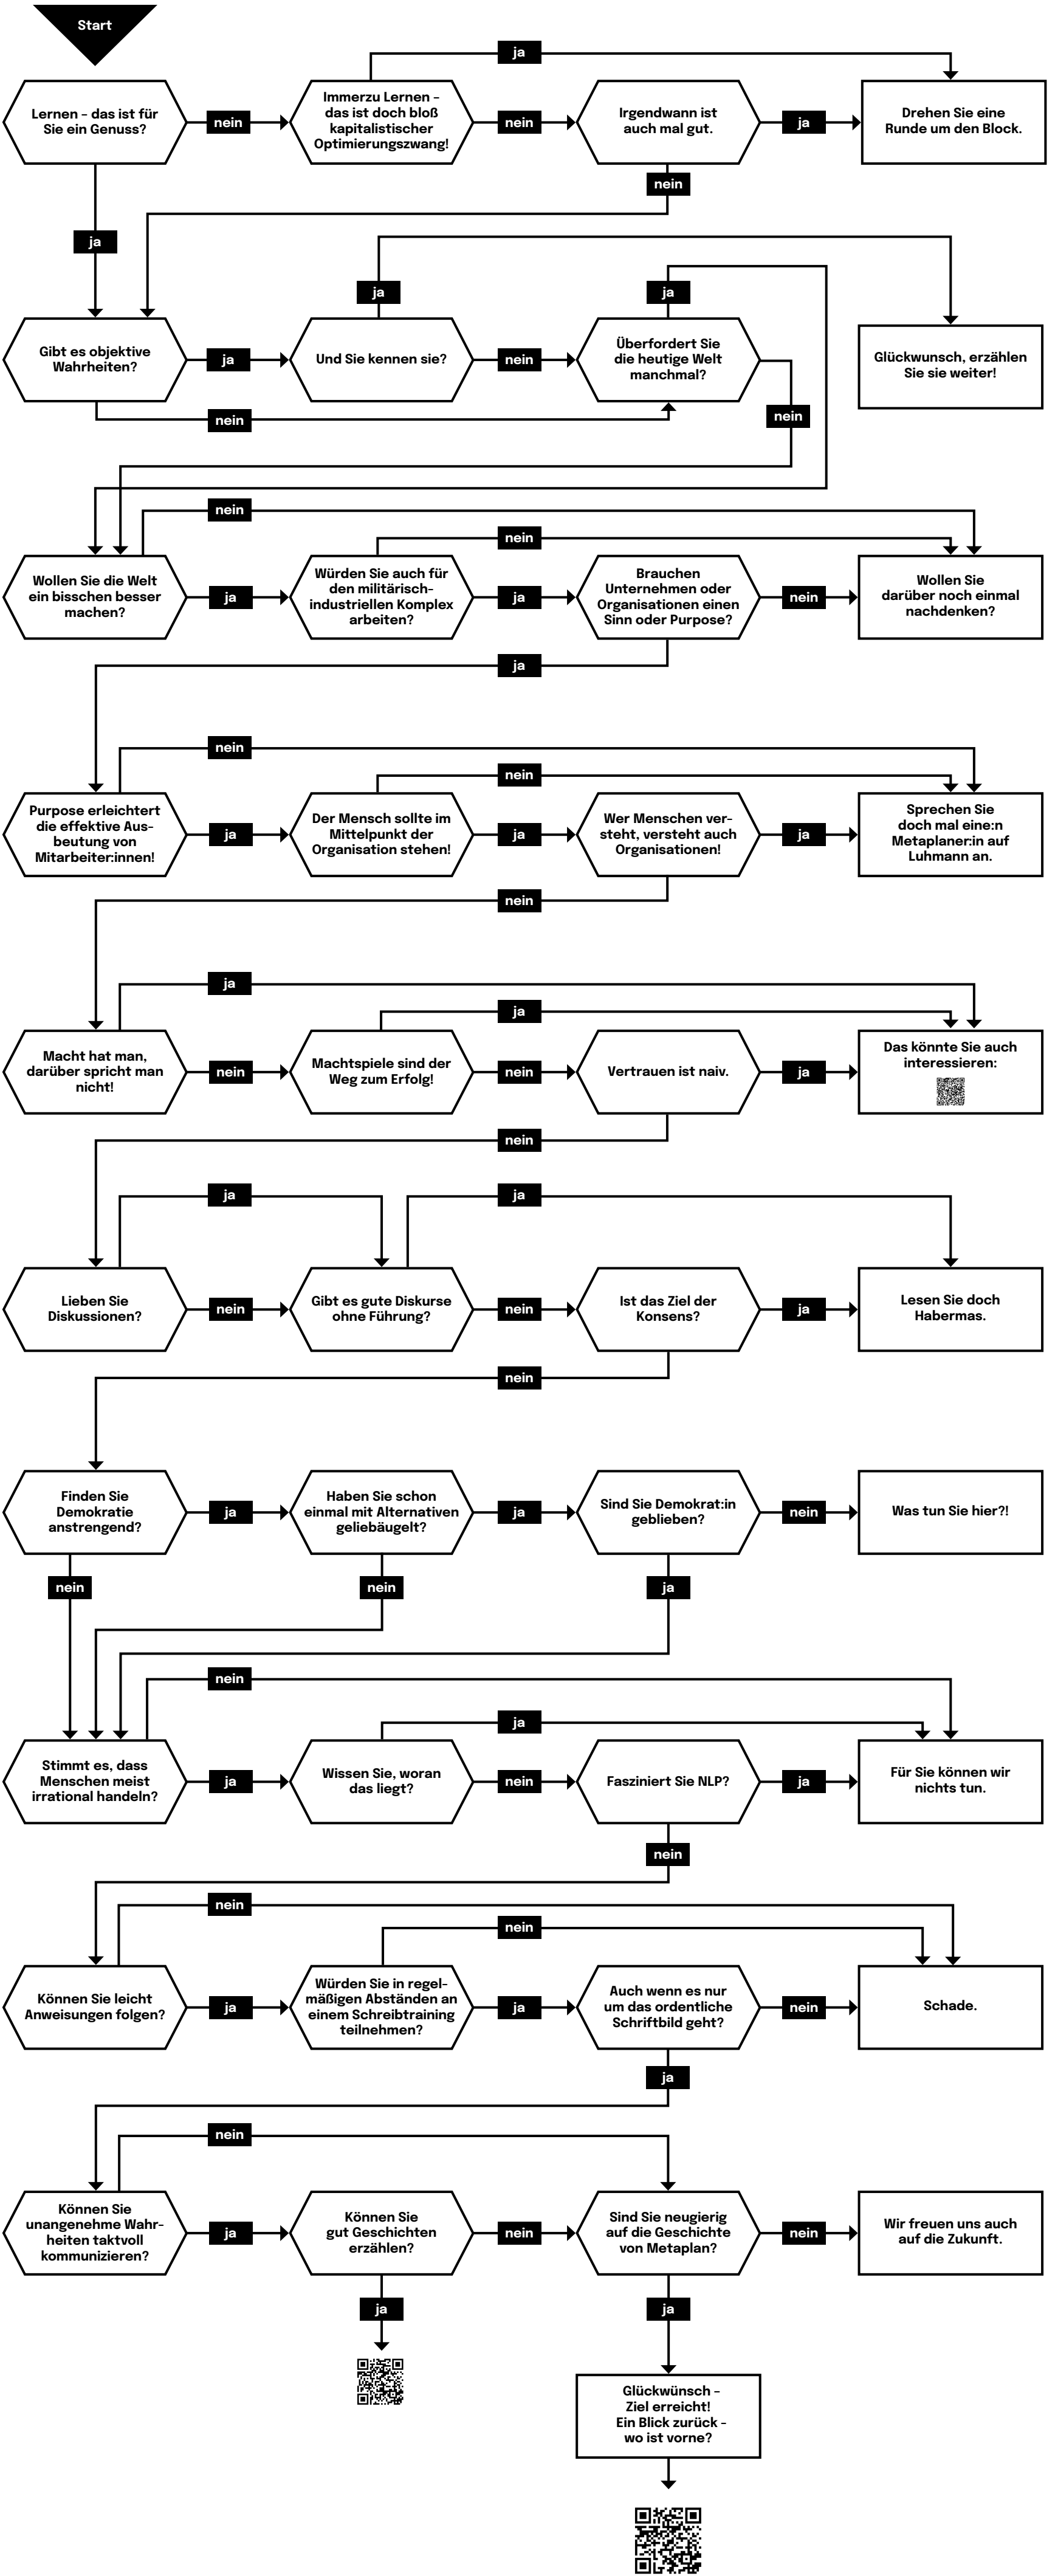 Start
ja
Lernen – das ist für
Sie ein Genuss?
nein
Immerzu Lernen –
das ist doch bloß
kapitalistischer
Optimierungszwang!
nein
Irgendwann ist
auch mal gut.
ja
Drehen Sie eine
Runde um den Block.
nein
ja
ja
ja
Gibt es objektive
Wahrheiten?
ja
Und Sie kennen sie?
nein
Überfordert Sie
die heutige Welt
manchmal?
Glückwunsch, erzählen
Sie sie weiter!
nein
nein
nein
nein
Wollen Sie die Welt
ein bisschen besser
machen?
ja
Würden Sie auch für
den militärisch-
industriellen Komplex
arbeiten?
ja
Brauchen
Unternehmen oder
Organisationen einen
Sinn oder Purpose?
nein
Wollen Sie
darüber noch einmal
nachdenken?
ja
nein
nein
Purpose erleichtert
die effektive Aus-
beutung von
Mitarbeiter:innen!
ja
Der Mensch sollte im
Mittelpunkt der
Organisation stehen!
ja
Wer Menschen ver-
steht, versteht auch
Organisationen!
ja
Sprechen Sie
doch mal eine:n
Metaplaner:in auf
Luhmann an.
nein
ja
ja
Macht hat man,
darüber spricht man
nicht!
nein
Machtspiele sind der
Weg zum Erfolg!
nein
Vertrauen ist naiv.
ja
Das könnte Sie auch
interessieren:
nein
ja
ja
Lieben Sie
Diskussionen?
nein
Gibt es gute Diskurse
ohne Führung?
nein
Ist das Ziel der
Konsens?
ja
Lesen Sie doch
Habermas.
nein
Finden Sie
Demokratie
anstrengend?
ja
Haben Sie schon
einmal mit Alternativen
geliebäugelt?
ja
Sind Sie Demokrat:in
geblieben?
nein
Was tun Sie hier?!
nein
nein
ja
nein
ja
Stimmt es, dass
Menschen meist
irrational handeln?
ja
Wissen Sie, woran
das liegt?
nein
Fasziniert Sie NLP?
ja
Für Sie können wir
nichts tun.
nein
nein
nein
Können Sie leicht
Anweisungen folgen?
ja
Würden Sie in regel-
mäßigen Abständen an
einem Schreibtraining
teilnehmen?
ja
Auch wenn es nur
um das ordentliche
Schriftbild geht?
nein
Schade.
ja
nein
Können Sie
unangenehme Wahr-
heiten taktvoll
kommunizieren?
ja
Können Sie
gut Geschichten
erzählen?
nein
Sind Sie neugierig
auf die Geschichte
von Metaplan?
nein
Wir freuen uns auch
auf die Zukunft.
ja
ja
Glückwünsch –
Ziel erreicht!
Ein Blick zurück –
wo ist vorne?